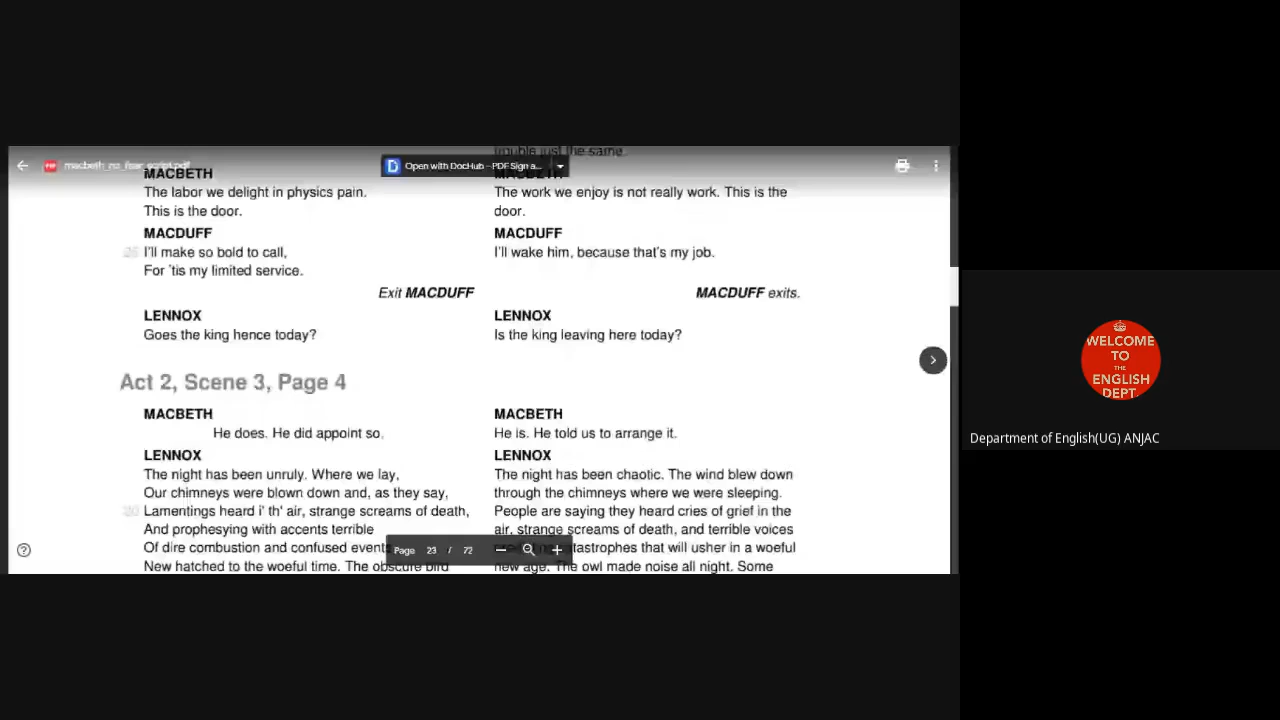 trouble just the same.
macbeth_no_fear_script.pdf
Open with DocHub - PDF Sign a...
MACBETH
The labor we delight in physics pain.
This is the door.
MACDUFF
25 I'll make so bold to call,
For 'tis my limited service.
Exit MACDUFF
LENNOX
Goes the king hence today?
MACBETH
The work we enjoy is not really work. This is the
door.
MACDUFF
I'll wake him, because that's my job.
MACDUFF exits.
LENNOX
Is the king leaving here today?
Act 2, Scene 3, Page 4
MACBETH
He does. He did appoint so.
LENNOX
The night has been unruly. Where we lay,
Our chimneys were blown down and, as they say,
30 Lamentings heard i' th' air, strange screams of death,
And prophesying with accents terrible
Of dire combustion and confused events
New hatched to the woeful time. The obscure bird
MACBETH
He is. He told us to arrange it.
LENNOX
The night has been chaotic. The wind blew down
through the chimneys where we were sleeping.
People are saying they heard cries of grief in the
air, strange screams of death, and terrible voices
catastrophes that will usher in a woeful
new age. The owl made noise all night. Some
Page 23 / 72
WELCOME
TO
THE
ENGLISH
DEPT.
Department of English(UG) ANJAC